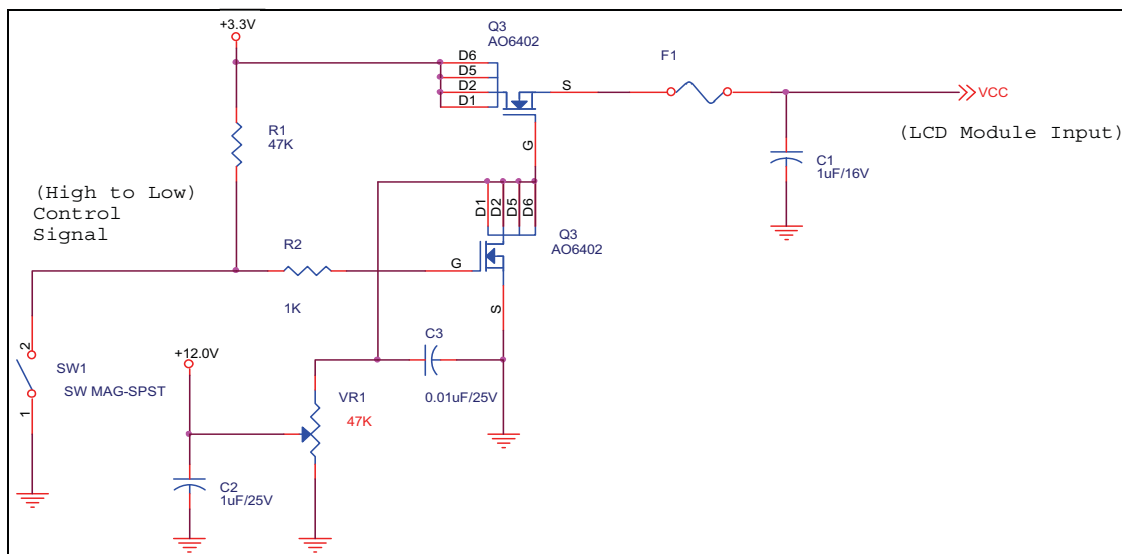 +3.3V
Q3
AO6402
D6
D5
D2
D1
S
G
F1
VCC
(LCD Module Input)
C1
1uF/16V
R1
47K
(High to Low)
Control
Signal
D1
D2
D5
D6
Q3
AO6402
R2
G
1K
S
2
SW1
SW MAG-SPST
1
+12.0V
C3
0.01uF/25V
VR1
47K
C2
1uF/25V